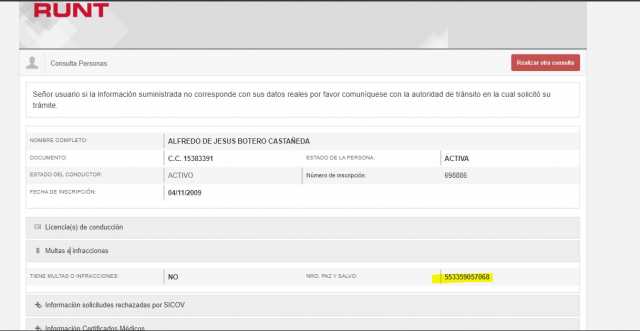 RUNT
Consulta Personas
Realizar otra consulta
Señor usuario si la información suministrada no corresponde con sus datos reales por favor comuníquese con la autoridad de tránsito en la cual solicitó su
trámite.
NOMBRE COMPLETO: ALFREDO DE JESUS BOTERO CASTAÑEDA
DOCUMENTO: C.C. 15383391 ESTADO DE LA PERSONA: ACTIVA
ESTADO DEL CONDUCTOR: ACTIVO Número de inscripción: 698886
FECHA DE INSCRIPCIÓN: 04/11/2009
Licencia(s) de conducción
Multas e infracciones
TIENE MULTAS O INFRACCIONES: NO NRO. PAZ Y SALVO: 553359057068
Información solicitudes rechazadas por SICOV
Información Certificados Médicos